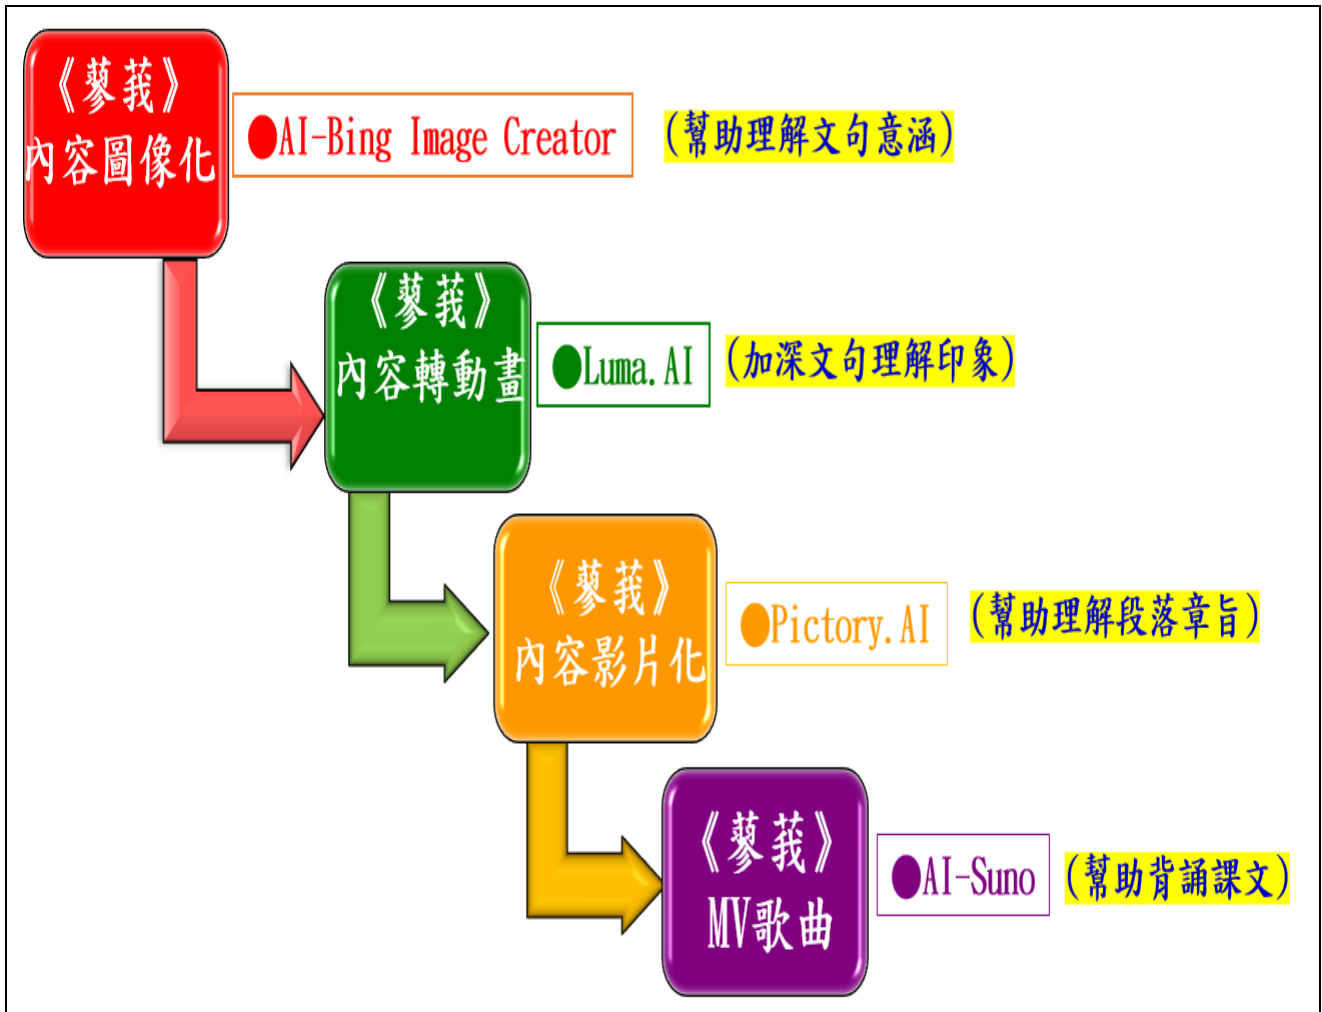 《蓼莪》
內容圖像化
●AI-Bing Image Creator
(幫助理解文句意涵)
《蓼莪》
內容轉動畫
●Luma.AI
(加深文句理解印象)
《蓼莪》
內容影片化
●Pictory.AI
(幫助理解段落章旨)
《蓼莪》
MV歌曲
●AI-Suno
(幫助背誦課文)